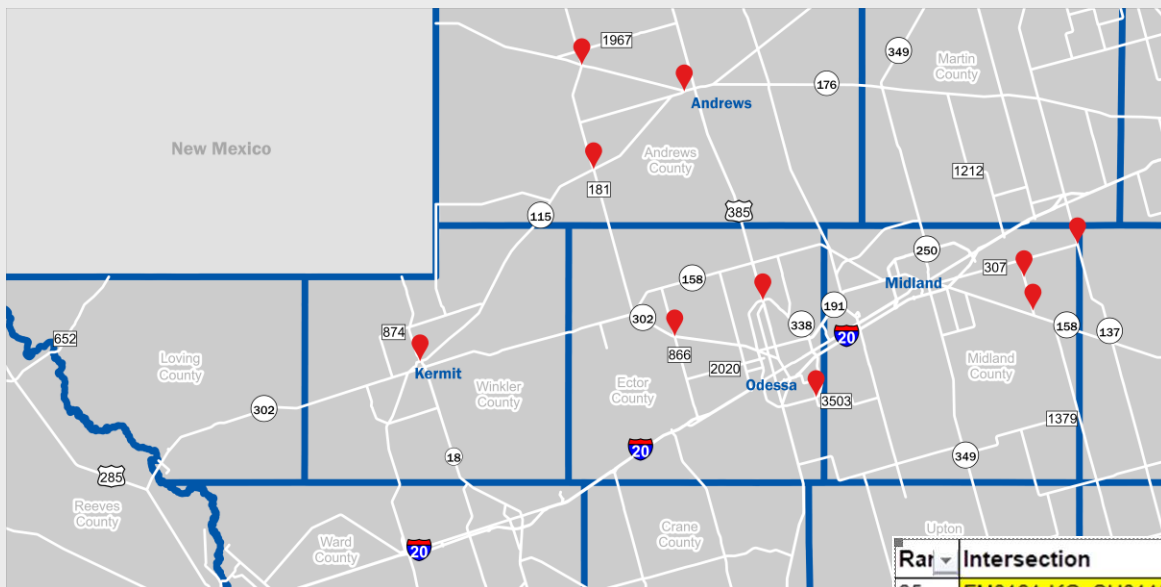 1967
349
Martin
County
176
Andrews
New Mexico
Andrews
County
1212
181
115
385
250
307
158
Midland
302
191
338
20
158
137
652
874
Loving
County
866
2020
Kermit
Winkler
County
Ector
County
Odessa
3503
Midland
County
302
1379
20
18
349
285
Reeves
County
Ward
County
20
Crane
County
Upton
Intersection